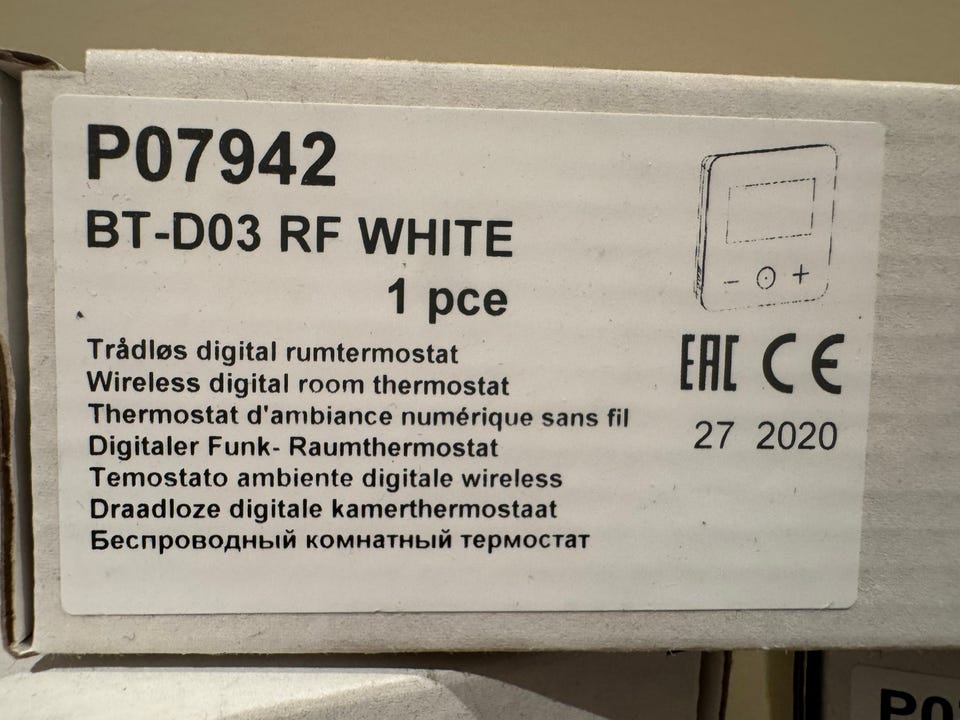 P07942
BT-D03 RF WHITE
1 pce
Trådløs digital rumtermostat
Wireless digital room thermostat
Thermostat d'ambiance numérique sans fil
Digitaler Funk- Raumthermostat
Temostato ambiente digitale wireless
Draadloze digitale kamerthermostaat
Беспроводный комнатный термостат
- +
EAC CE
27 2020
P0